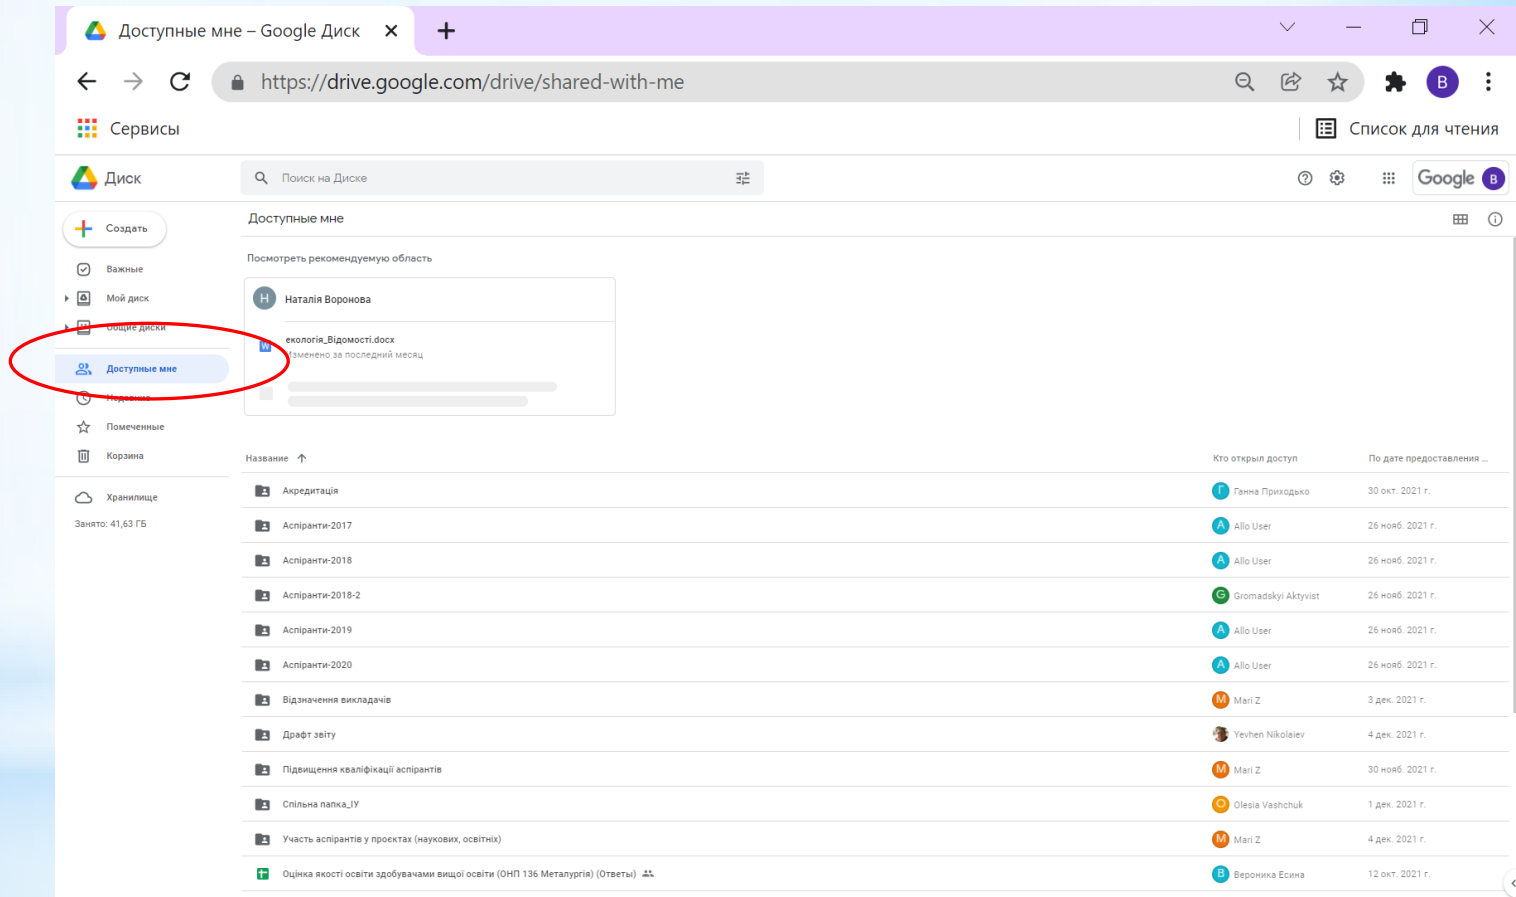 Доступные мне – Google Диск
https://drive.google.com/drive/shared-with-me
B
Сервисы
Список для чтения
Диск
Поиск на Диске
Google B
Создать
Доступные мне
Важные
Мой диск
Общие диски
Доступные мне
Недавние
Помеченные
Корзина
Хранилище
Занято: 41,63 ГБ
Посмотреть рекомендуемую область
Н Наталія Воронова
W екологія_Відомості.docx
Изменено за последний месяц
Название Кто открыл доступ По дате предоставления ...
Акредитація Г Ганна Приходько 30 окт. 2021 г.
Аспіранти-2017 A Allo User 26 нояб. 2021 г.
Аспіранти-2018 A Allo User 26 нояб. 2021 г.
Аспіранти-2018-2 G Gromadskyi Aktyvist 26 нояб. 2021 г.
Аспіранти-2019 A Allo User 26 нояб. 2021 г.
Аспіранти-2020 A Allo User 26 нояб. 2021 г.
Відзначення викладачів M Mari Z 3 дек. 2021 г.
Драфт звіту Yevhen Nikolaiev 4 дек. 2021 г.
Підвищення кваліфікації аспірантів M Mari Z 30 нояб. 2021 г.
Спільна папка_ІУ O Olesia Vashchuk 1 дек. 2021 г.
Участь аспірантів у проєктах (наукових, освітніх) M Mari Z 4 дек. 2021 г.
Оцінка якості освіти здобувачами вищої освіти (ОНП 136 Металургія) (Ответы) В Вероника Есина 12 окт. 2021 г.